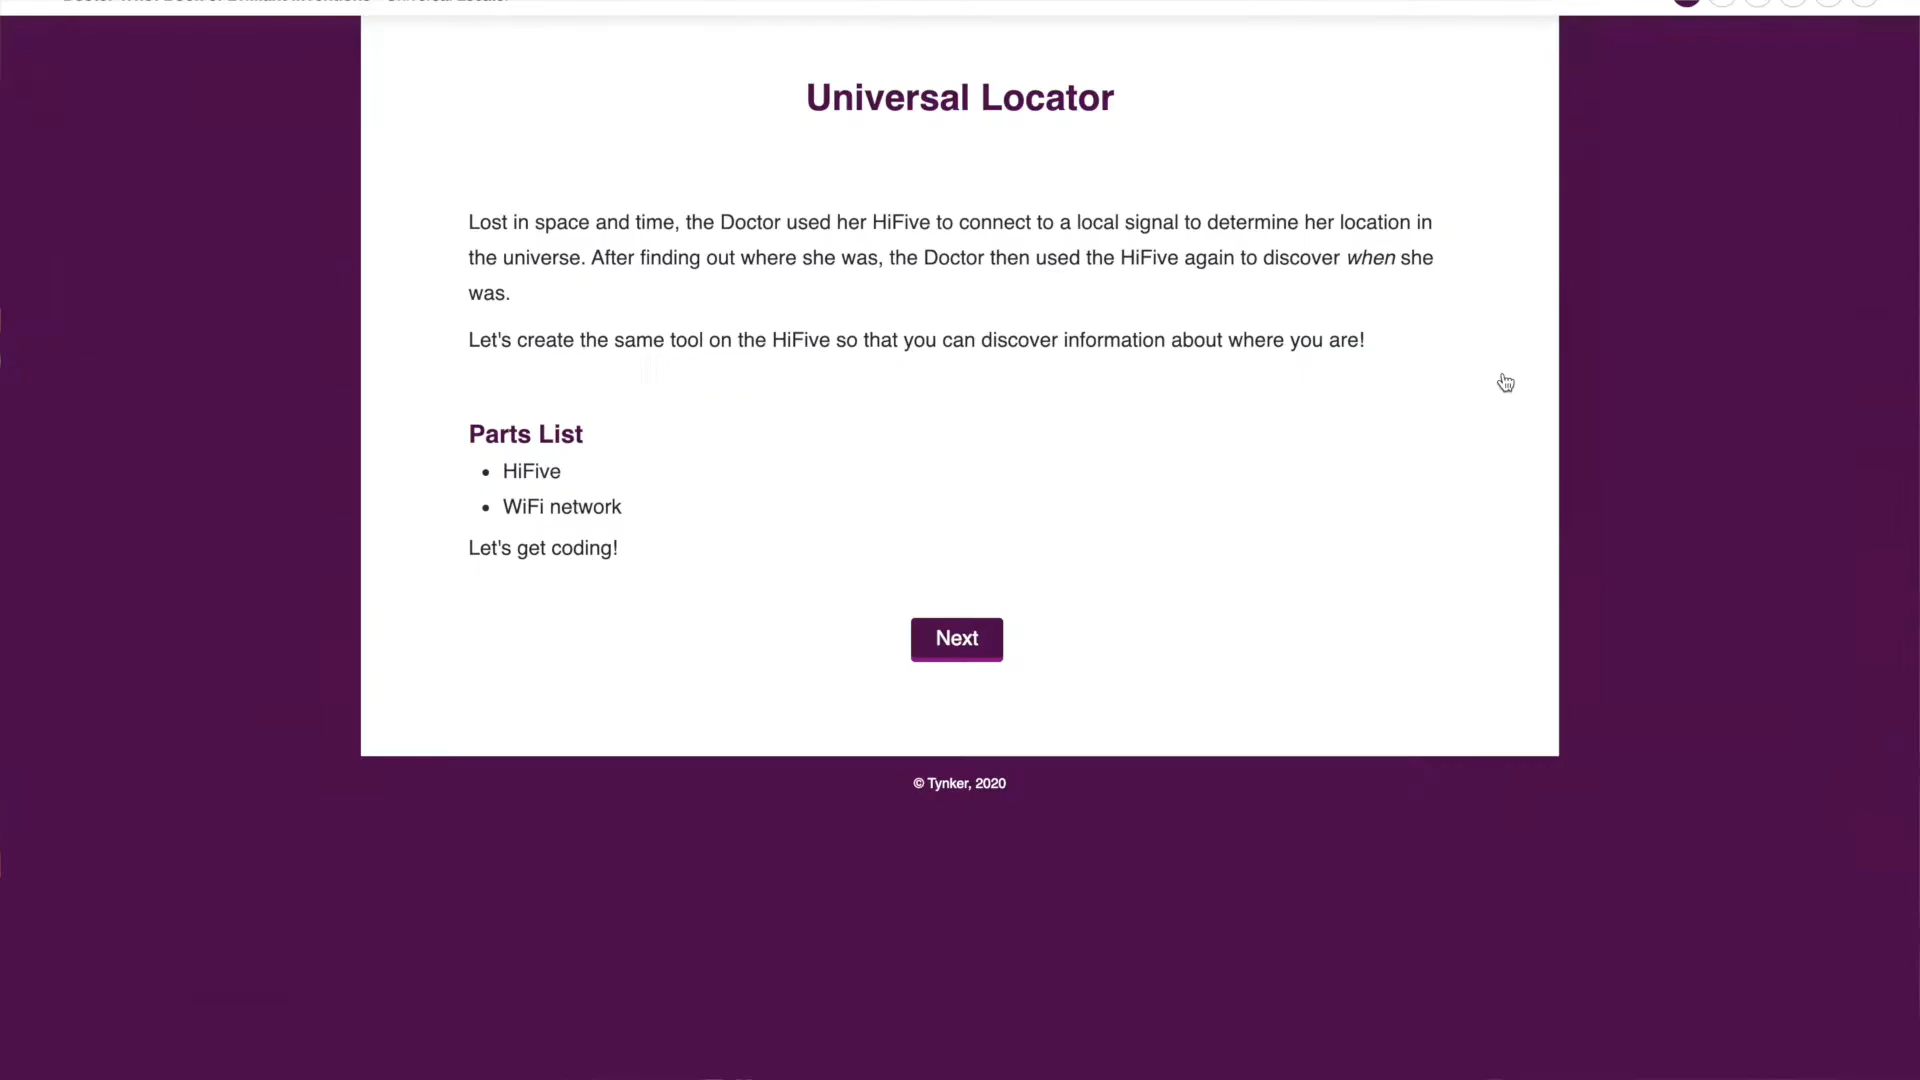 Universal Locator
Lost in space and time, the Doctor used her HiFive to connect to a local signal to determine her location in
the universe. After finding out where she was, the Doctor then used the HiFive again to discover when she
was.
Let's create the same tool on the HiFive so that you can discover information about where you are!
Parts List
• HiFive
• WiFi network
Let's get coding!
Next
© Tynker, 2020